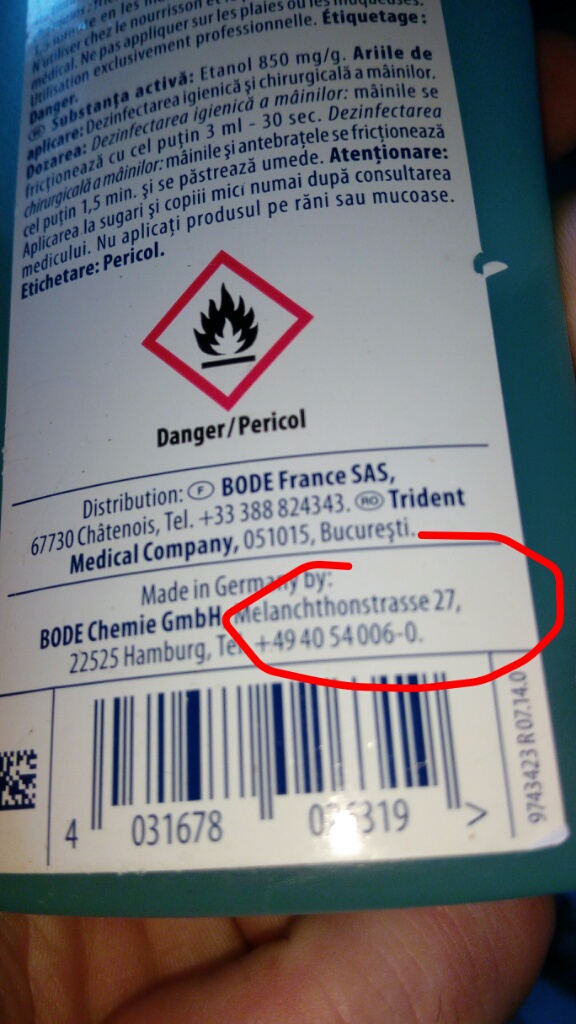 N'utiliser chez le nourrisson et
médical. Ne pas appliquer sur les plaies ou les muqueuses.
Utilisation exclusivement professionnelle. Étiquetage:
Danger.
RO Substanța activă: Etanol 850 mg/g. Ariile de
aplicare: Dezinfectarea igienică și chirurgicală a mâinilor.
Dozarea: Dezinfectarea igienică a mâinilor: mâinile se
fricționează cu cel puțin 3 ml - 30 sec. Dezinfectarea
chirurgicală a mâinilor: mâinile și antebrațele se fricționează
cel puțin 1,5 min. și se păstrează umede. Atenționare:
Aplicarea la sugari și copiii mici numai după consultarea
medicului. Nu aplicați produsul pe răni sau mucoase.
Etichetare: Pericol.
Danger/Pericol
Distribution: F BODE France SAS,
67730 Châtenois, Tel. +33 388 824343. RO Trident
Medical Company, 051015, București.
Made in Germany by:
BODE Chemie GmbH, Melanchthonstrasse 27,
22525 Hamburg, Tel. +49 40 54 006-0.
4 031678 319 >
9743423 R 07.14.0